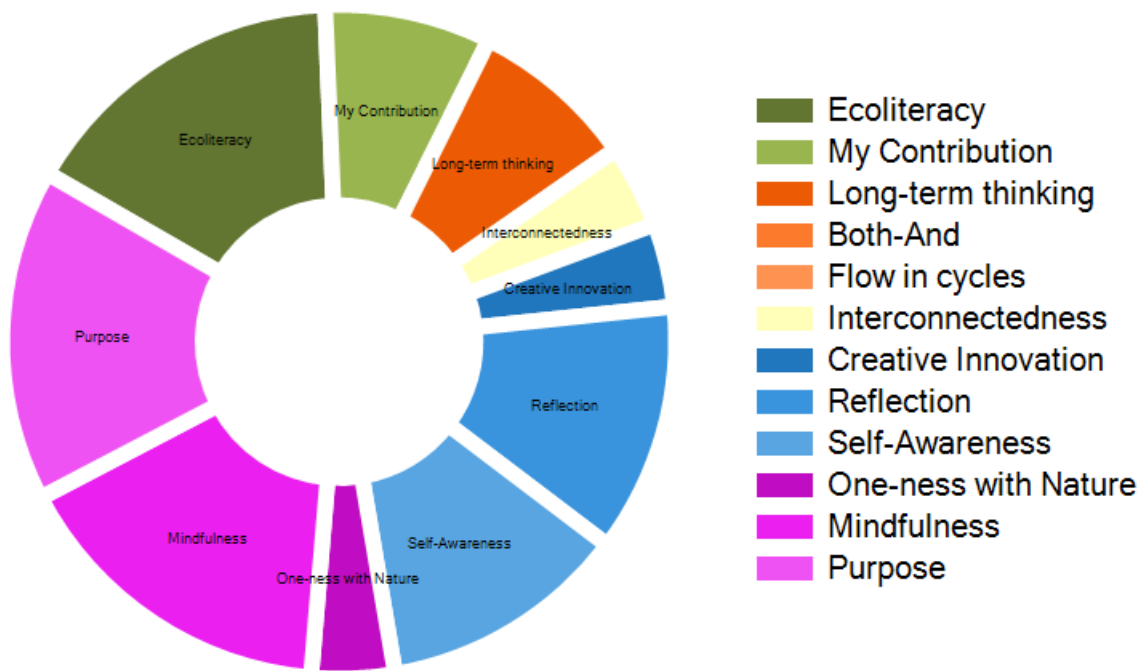 My Contribution
Ecoliteracy
Long-term thinking
Interconnectedness
Creative Innovation
Purpose
Reflection
Mindfulness
Self-Awareness
One-ness with Nature
Ecoliteracy
My Contribution
Long-term thinking
Both-And
Flow in cycles
Interconnectedness
Creative Innovation
Reflection
Self-Awareness
One-ness with Nature
Mindfulness
Purpose